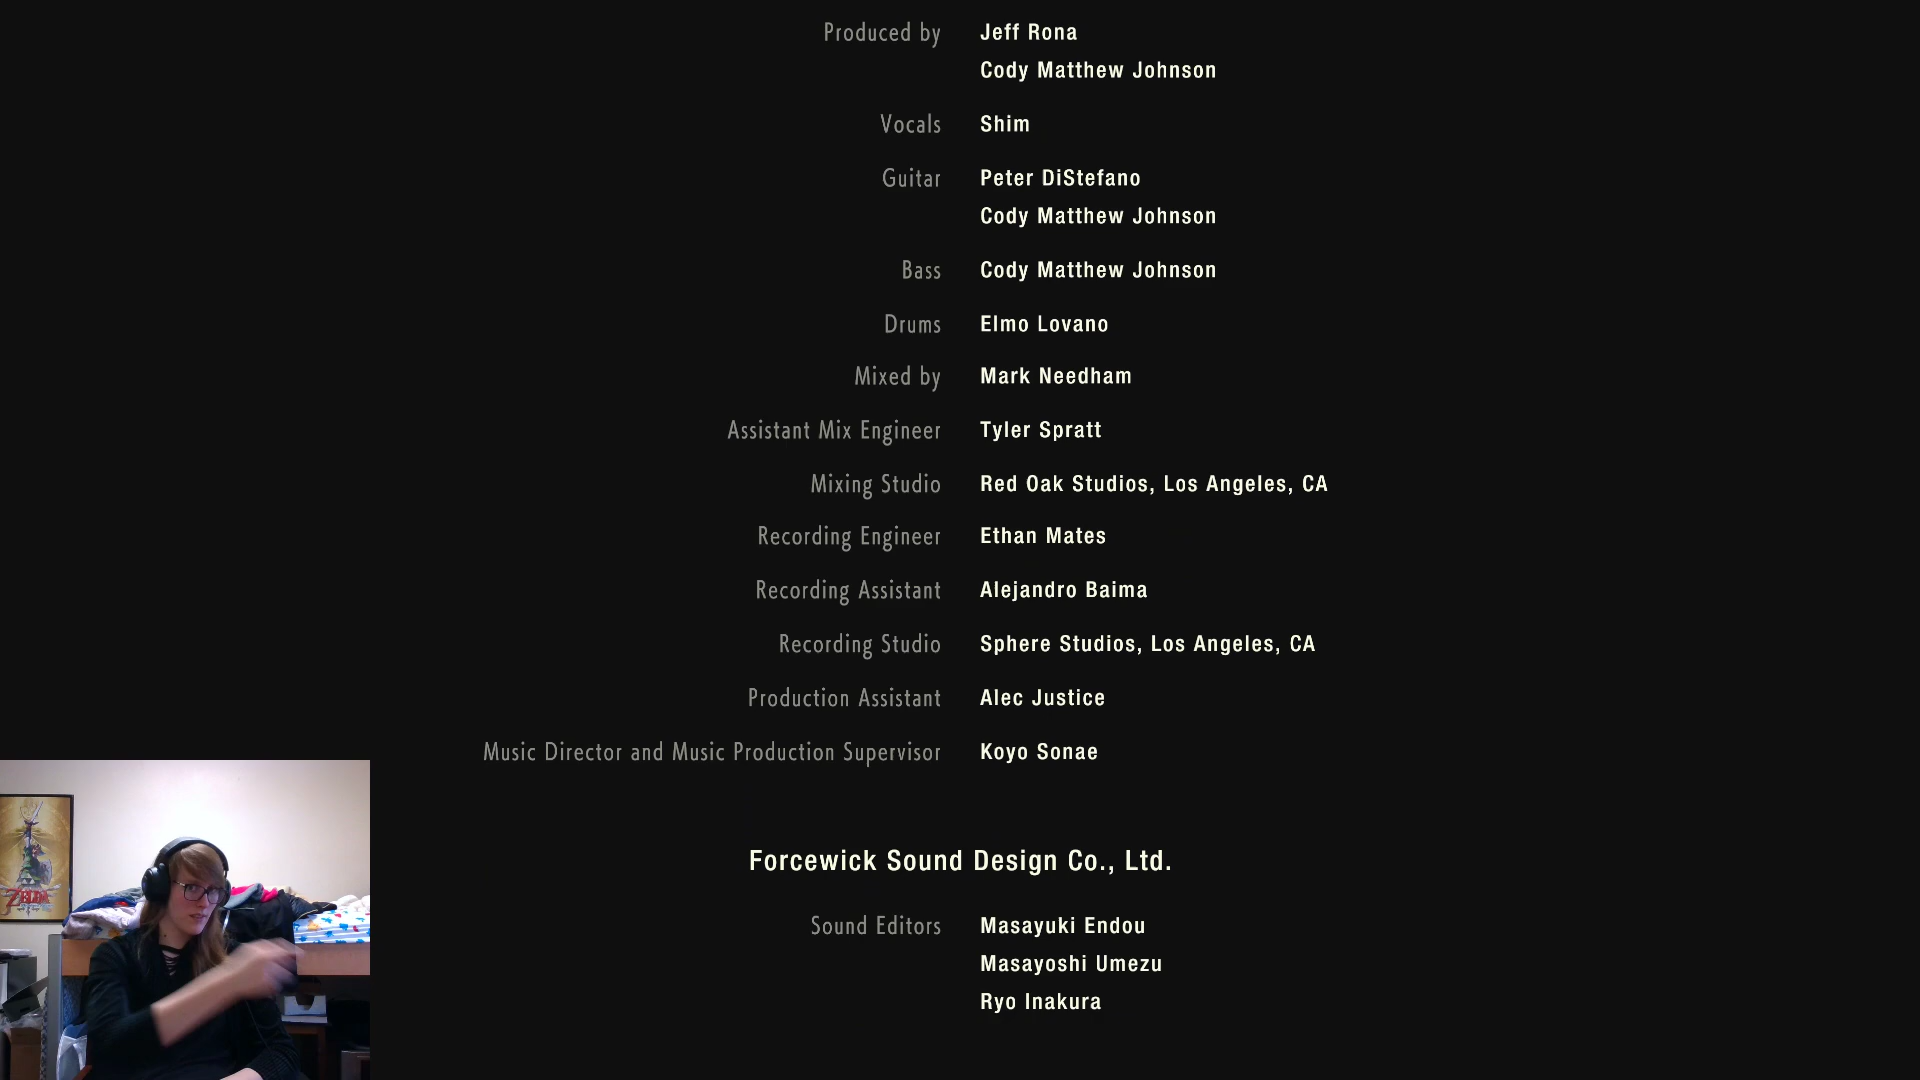 Produced by Jeff Rona
Cody Matthew Johnson
Vocals Shim
Guitar Peter DiStefano
Cody Matthew Johnson
Bass Cody Matthew Johnson
Drums Elmo Lovano
Mixed by Mark Needham
Assistant Mix Engineer Tyler Spratt
Mixing Studio Red Oak Studios, Los Angeles, CA
Recording Engineer Ethan Mates
Recording Assistant Alejandro Baima
Recording Studio Sphere Studios, Los Angeles, CA
Production Assistant Alec Justice
Music Director and Music Production Supervisor Koyo Sonae
Forcewick Sound Design Co., Ltd.
Sound Editors Masayuki Endou
Masayoshi Umezu
Ryo Inakura
ZELDA